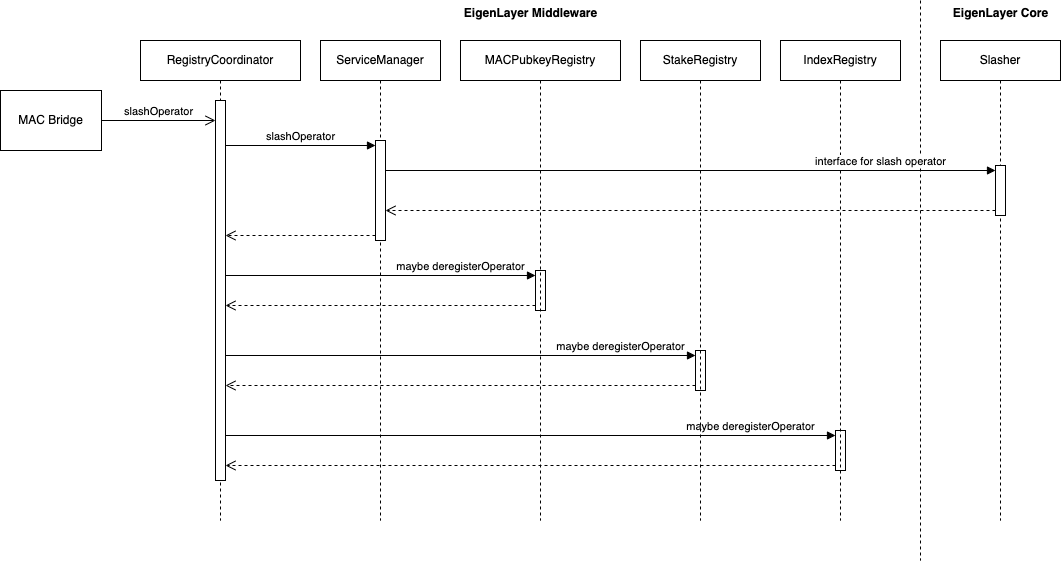 EigenLayer Middleware
EigenLayer Core
RegistryCoordinator
ServiceManager
MACPubkeyRegistry
StakeRegistry
IndexRegistry
Slasher
MAC Bridge
slashOperator
slashOperator
interface for slash operator
maybe deregisterOperator
maybe deregisterOperator
maybe deregisterOperator